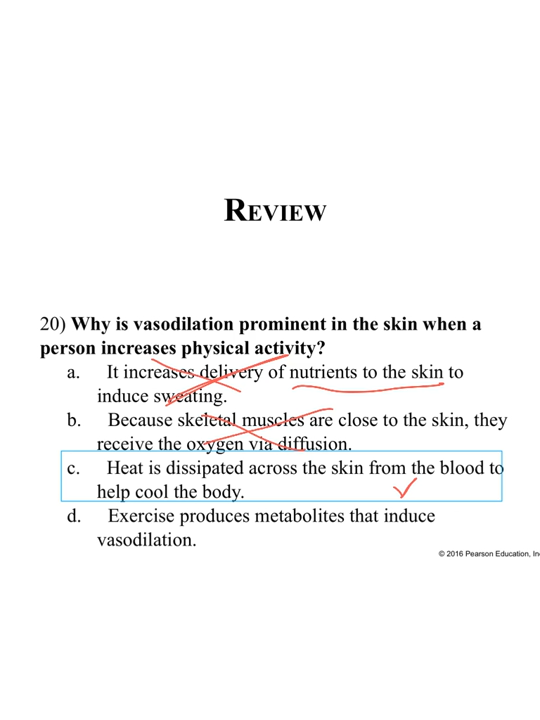 REVIEW
20) Why is vasodilation prominent in the skin when a
person increases physical activity?
a. It increases delivery of nutrients to the skin to
induce sweating.
b. Because skeletal muscles are close to the skin, they
receive the oxygen via diffusion.
c. Heat is dissipated across the skin from the blood to
help cool the body.
d. Exercise produces metabolites that induce
vasodilation.
© 2016 Pearson Education, In